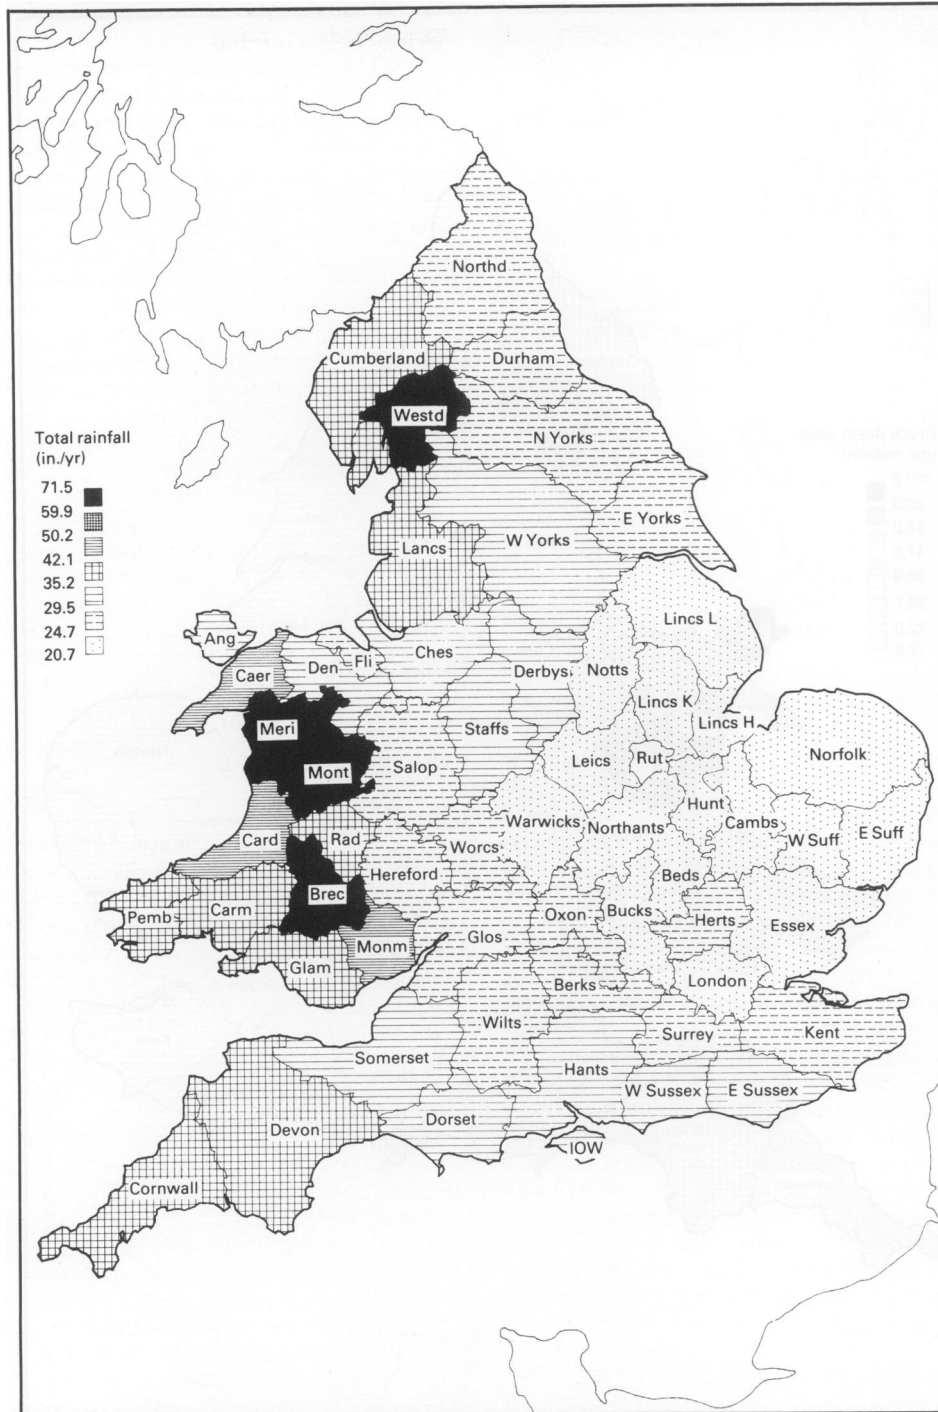 Northd
Cumberland
Durham
Westd
N Yorks
Total rainfall
(in./yr)
71.5
59.9
50.2
42.1
35.2
29.5
24.7
20.7
E Yorks
W Yorks
Lancs
Lincs L
Ang
Ches
Fli
Den
Caer
Derbys
Notts
Lincs K
Lincs H
Meri
Staffs
Norfolk
Leics
Rut
Mont
Salop
Hunt
Cambs
Warwicks
Northants
W Suff
E Suff
Card
Rad
Worcs
Hereford
Beds
Brec
Pemb
Carm
Oxon
Bucks
Herts
Essex
Monm
Glos
Glam
Berks
London
Wilts
Surrey
Kent
Somerset
Hants
W Sussex
E Sussex
Dorset
Devon
IOW
Cornwall